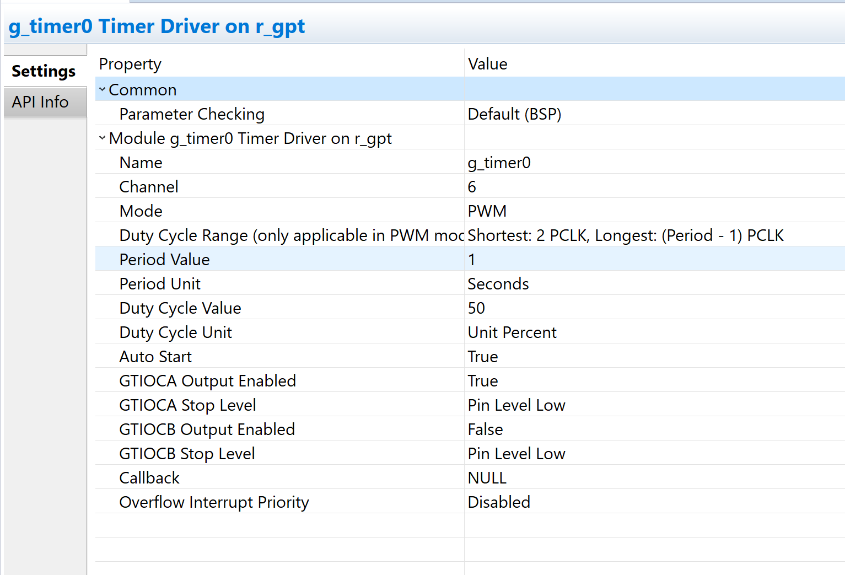 g_timer0 Timer Driver on r_gpt
Settings
API Info
Property Value
Common
Parameter Checking Default (BSP)
Module g_timer0 Timer Driver on r_gpt
Name g_timer0
Channel 6
Mode PWM
Duty Cycle Range (only applicable in PWM moc Shortest: 2 PCLK, Longest: (Period - 1) PCLK
Period Value 1
Period Unit Seconds
Duty Cycle Value 50
Duty Cycle Unit Unit Percent
Auto Start True
GTIOCA Output Enabled True
GTIOCA Stop Level Pin Level Low
GTIOCB Output Enabled False
GTIOCB Stop Level Pin Level Low
Callback NULL
Overflow Interrupt Priority Disabled